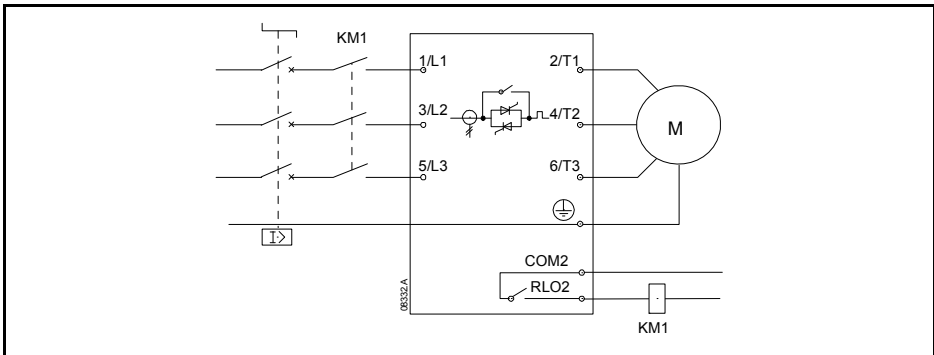 KM1
1/L1
2/T1
3/L2
4/T2
M
5/L3
6/T3
I>
COM2
RLO2
08332.A
KM1